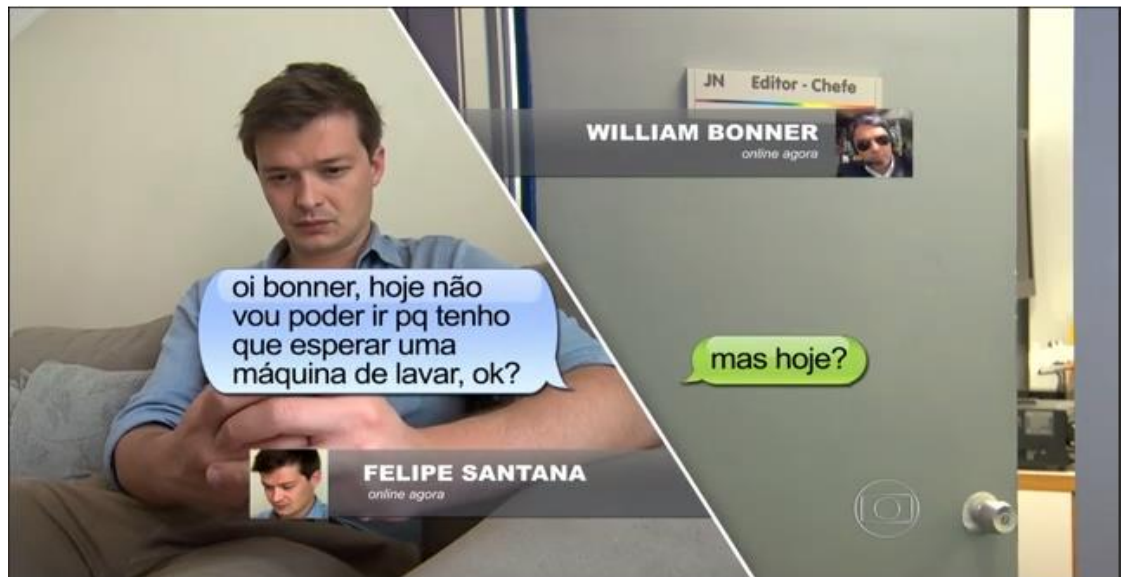 JN Editor - Chefe
WILLIAM BONNER
online agora
oi bonner, hoje não
vou poder ir pq tenho
que esperar uma
máquina de lavar, ok?
mas hoje?
FELIPE SANTANA
online agora